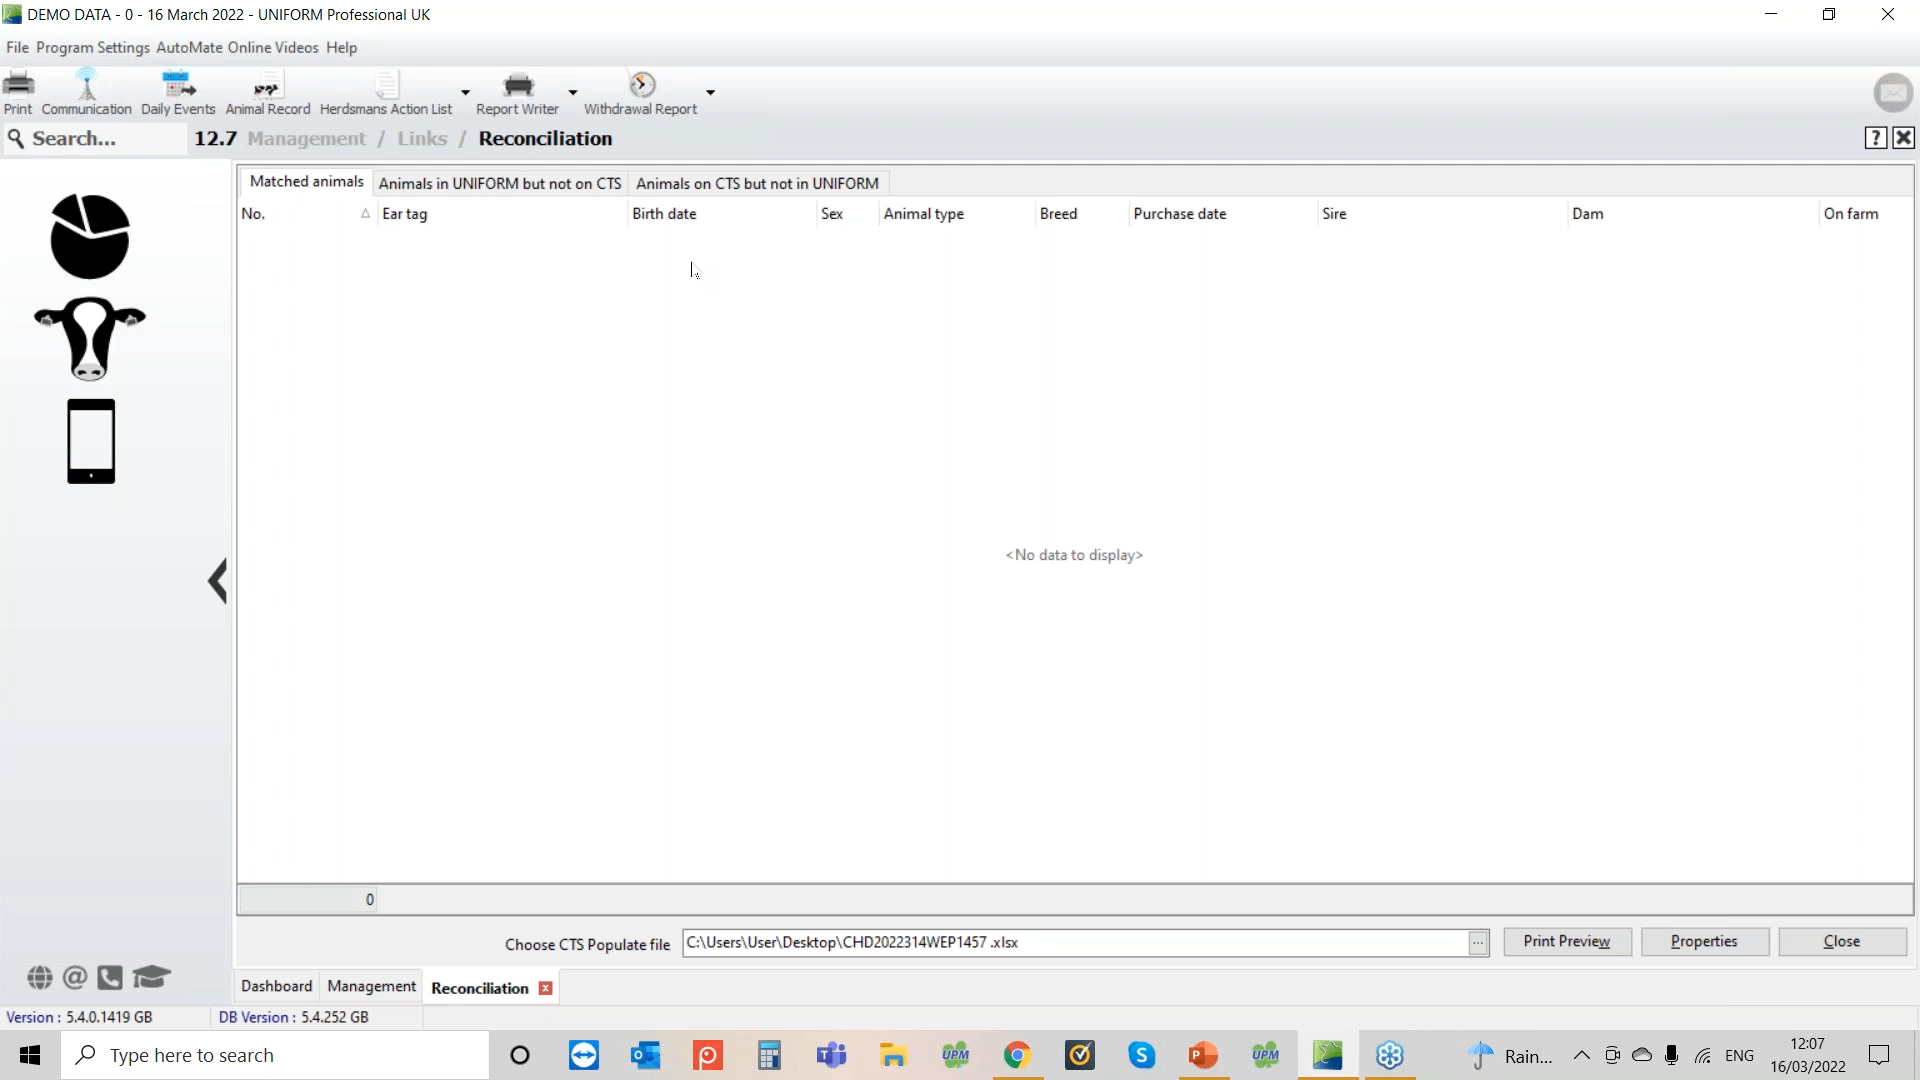 DEMO DATA - 0 - 16 March 2022 - UNIFORM Professional UK
File Program Settings AutoMate Online Videos Help
Print Communication Daily Events Animal Record Herdsmans Action List Report Writer Withdrawal Report
Search... 12.7 Management / Links / Reconciliation ?
Matched animals Animals in UNIFORM but not on CTS Animals on CTS but not in UNIFORM
No. Ear tag Birth date Sex Animal type Breed Purchase date Sire Dam On farm
<No data to display>
0
Choose CTS Populate file C:\Users\User\Desktop\CHD2022314WEP1457 .xlsx ... Print Preview Properties Close
Dashboard Management Reconciliation
Version : 5.4.0.1419 GB DB Version : 5.4.252 GB
Type here to search UPM UPM Rain... ENG 12:07
16/03/2022